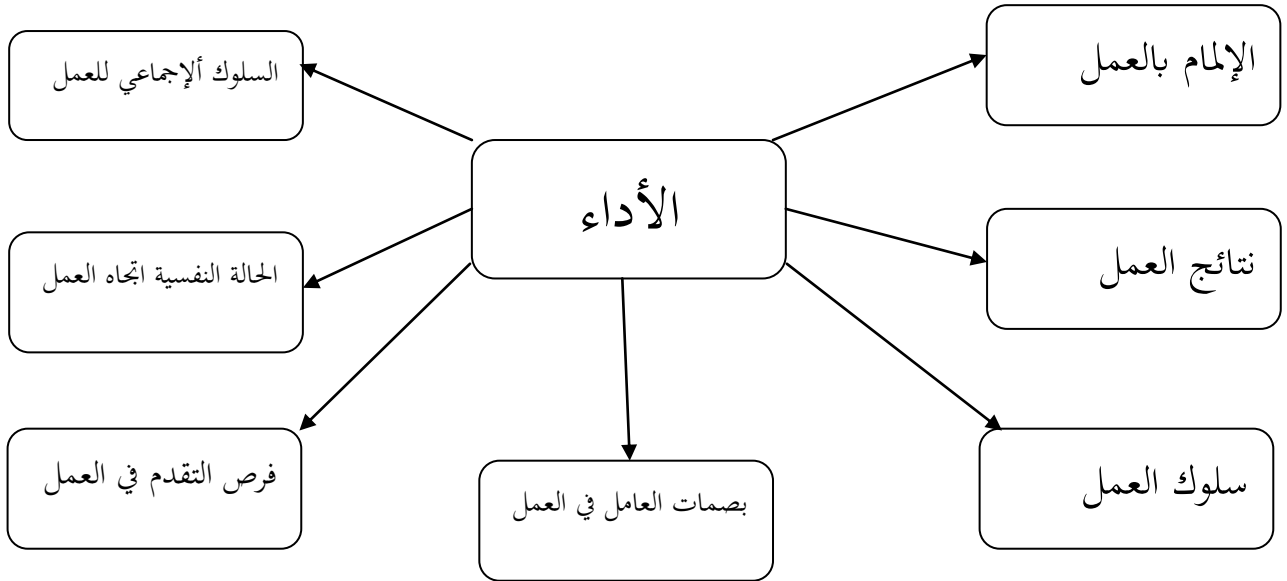 الإلمام بالعمل
السلوك ألإجماعي للعمل
الأداء
نتائج العمل
الحالة النفسية اتجاه العمل
سلوك العمل
بصمات العامل في العمل
فرص التقدم في العمل